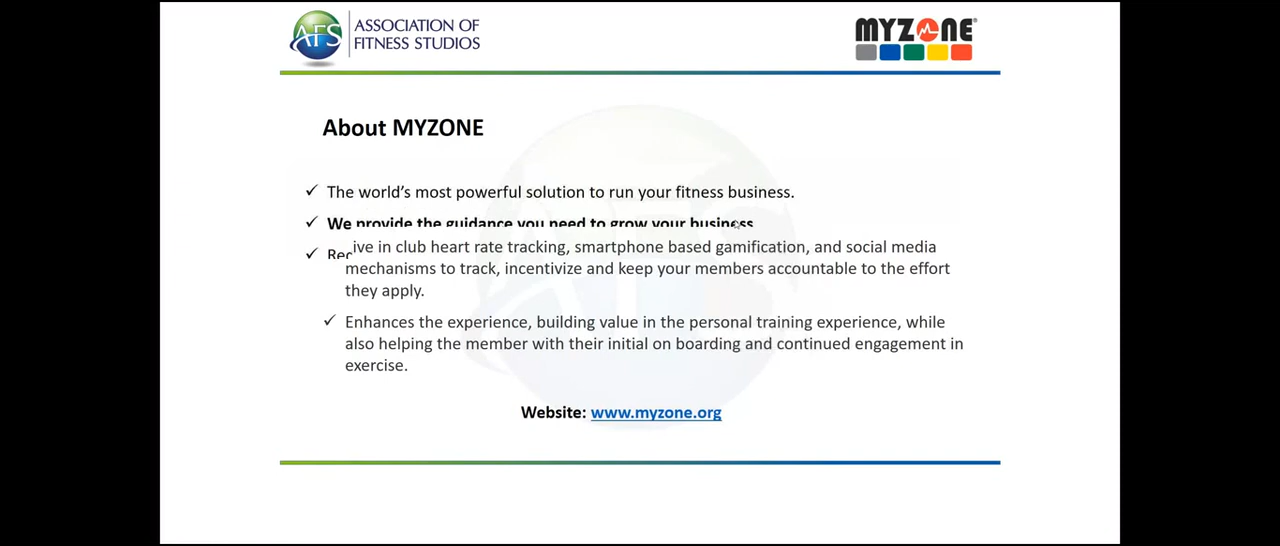 AFS
ASSOCIATION OF
FITNESS STUDIOS
MYZONE
About MYZONE
✓ The world's most powerful solution to run your fitness business.
✓ We provide the guidance you need to grow your business
✓ ive in club heart rate tracking, smartphone based gamification, and social media
mechanisms to track, incentivize and keep your members accountable to the effort
they apply.
✓ Enhances the experience, building value in the personal training experience, while
also helping the member with their initial on boarding and continued engagement in
exercise.
Website: www.myzone.org